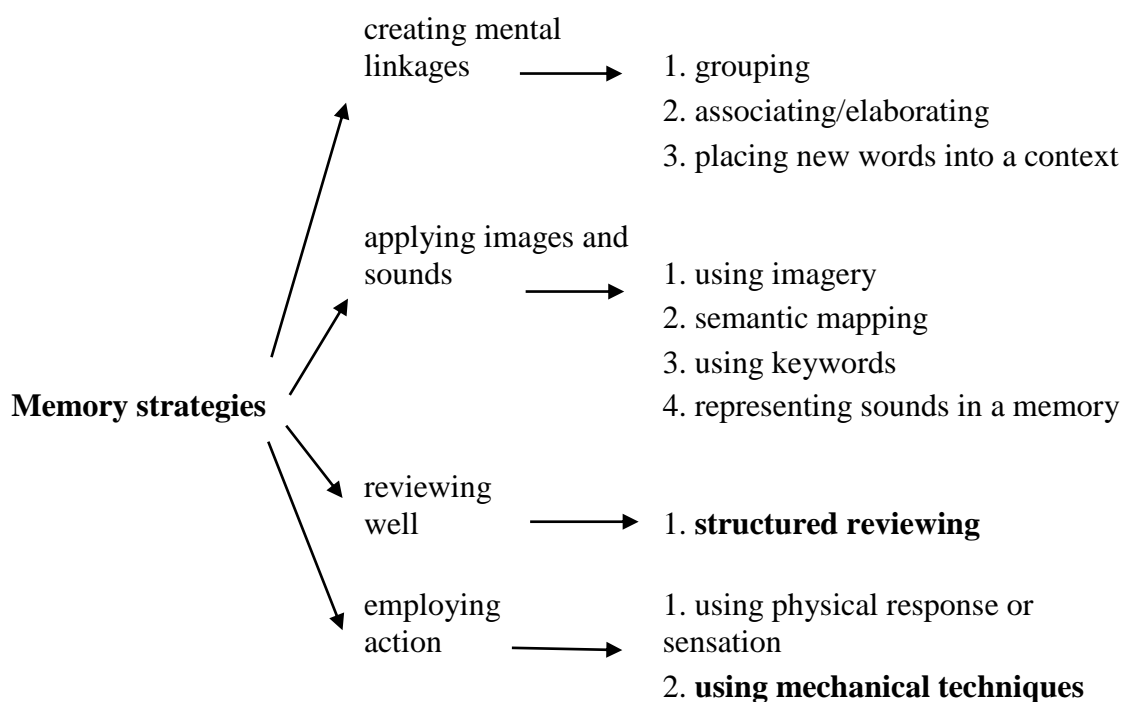 creating mental
linkages
1. grouping
2. associating/elaborating
3. placing new words into a context
applying images and
sounds
1. using imagery
2. semantic mapping
3. using keywords
4. representing sounds in a memory
Memory strategies
reviewing
well
1. structured reviewing
employing
action
1. using physical response or
sensation
2. using mechanical techniques